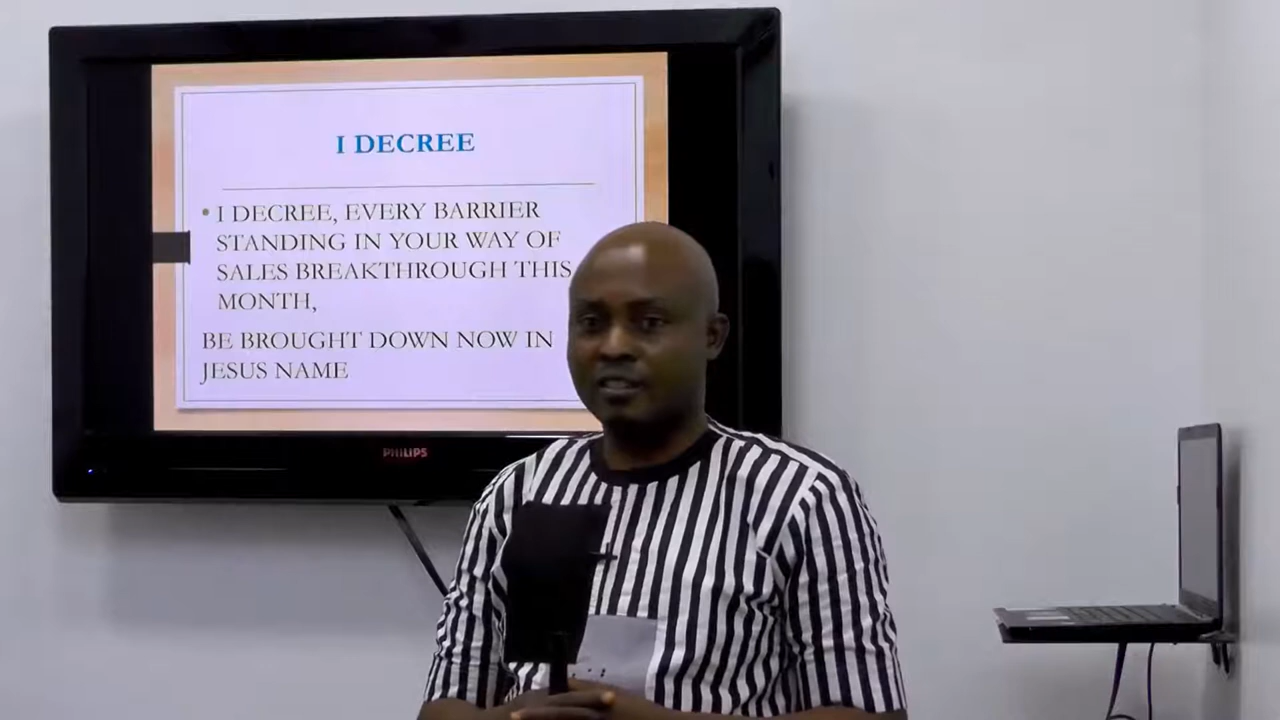 I DECREE
• I DECREE, EVERY BARRIER
STANDING IN YOUR WAY OF
SALES BREAKTHROUGH THIS
MONTH,
BE BROUGHT DOWN NOW IN
JESUS NAME
PHILIPS